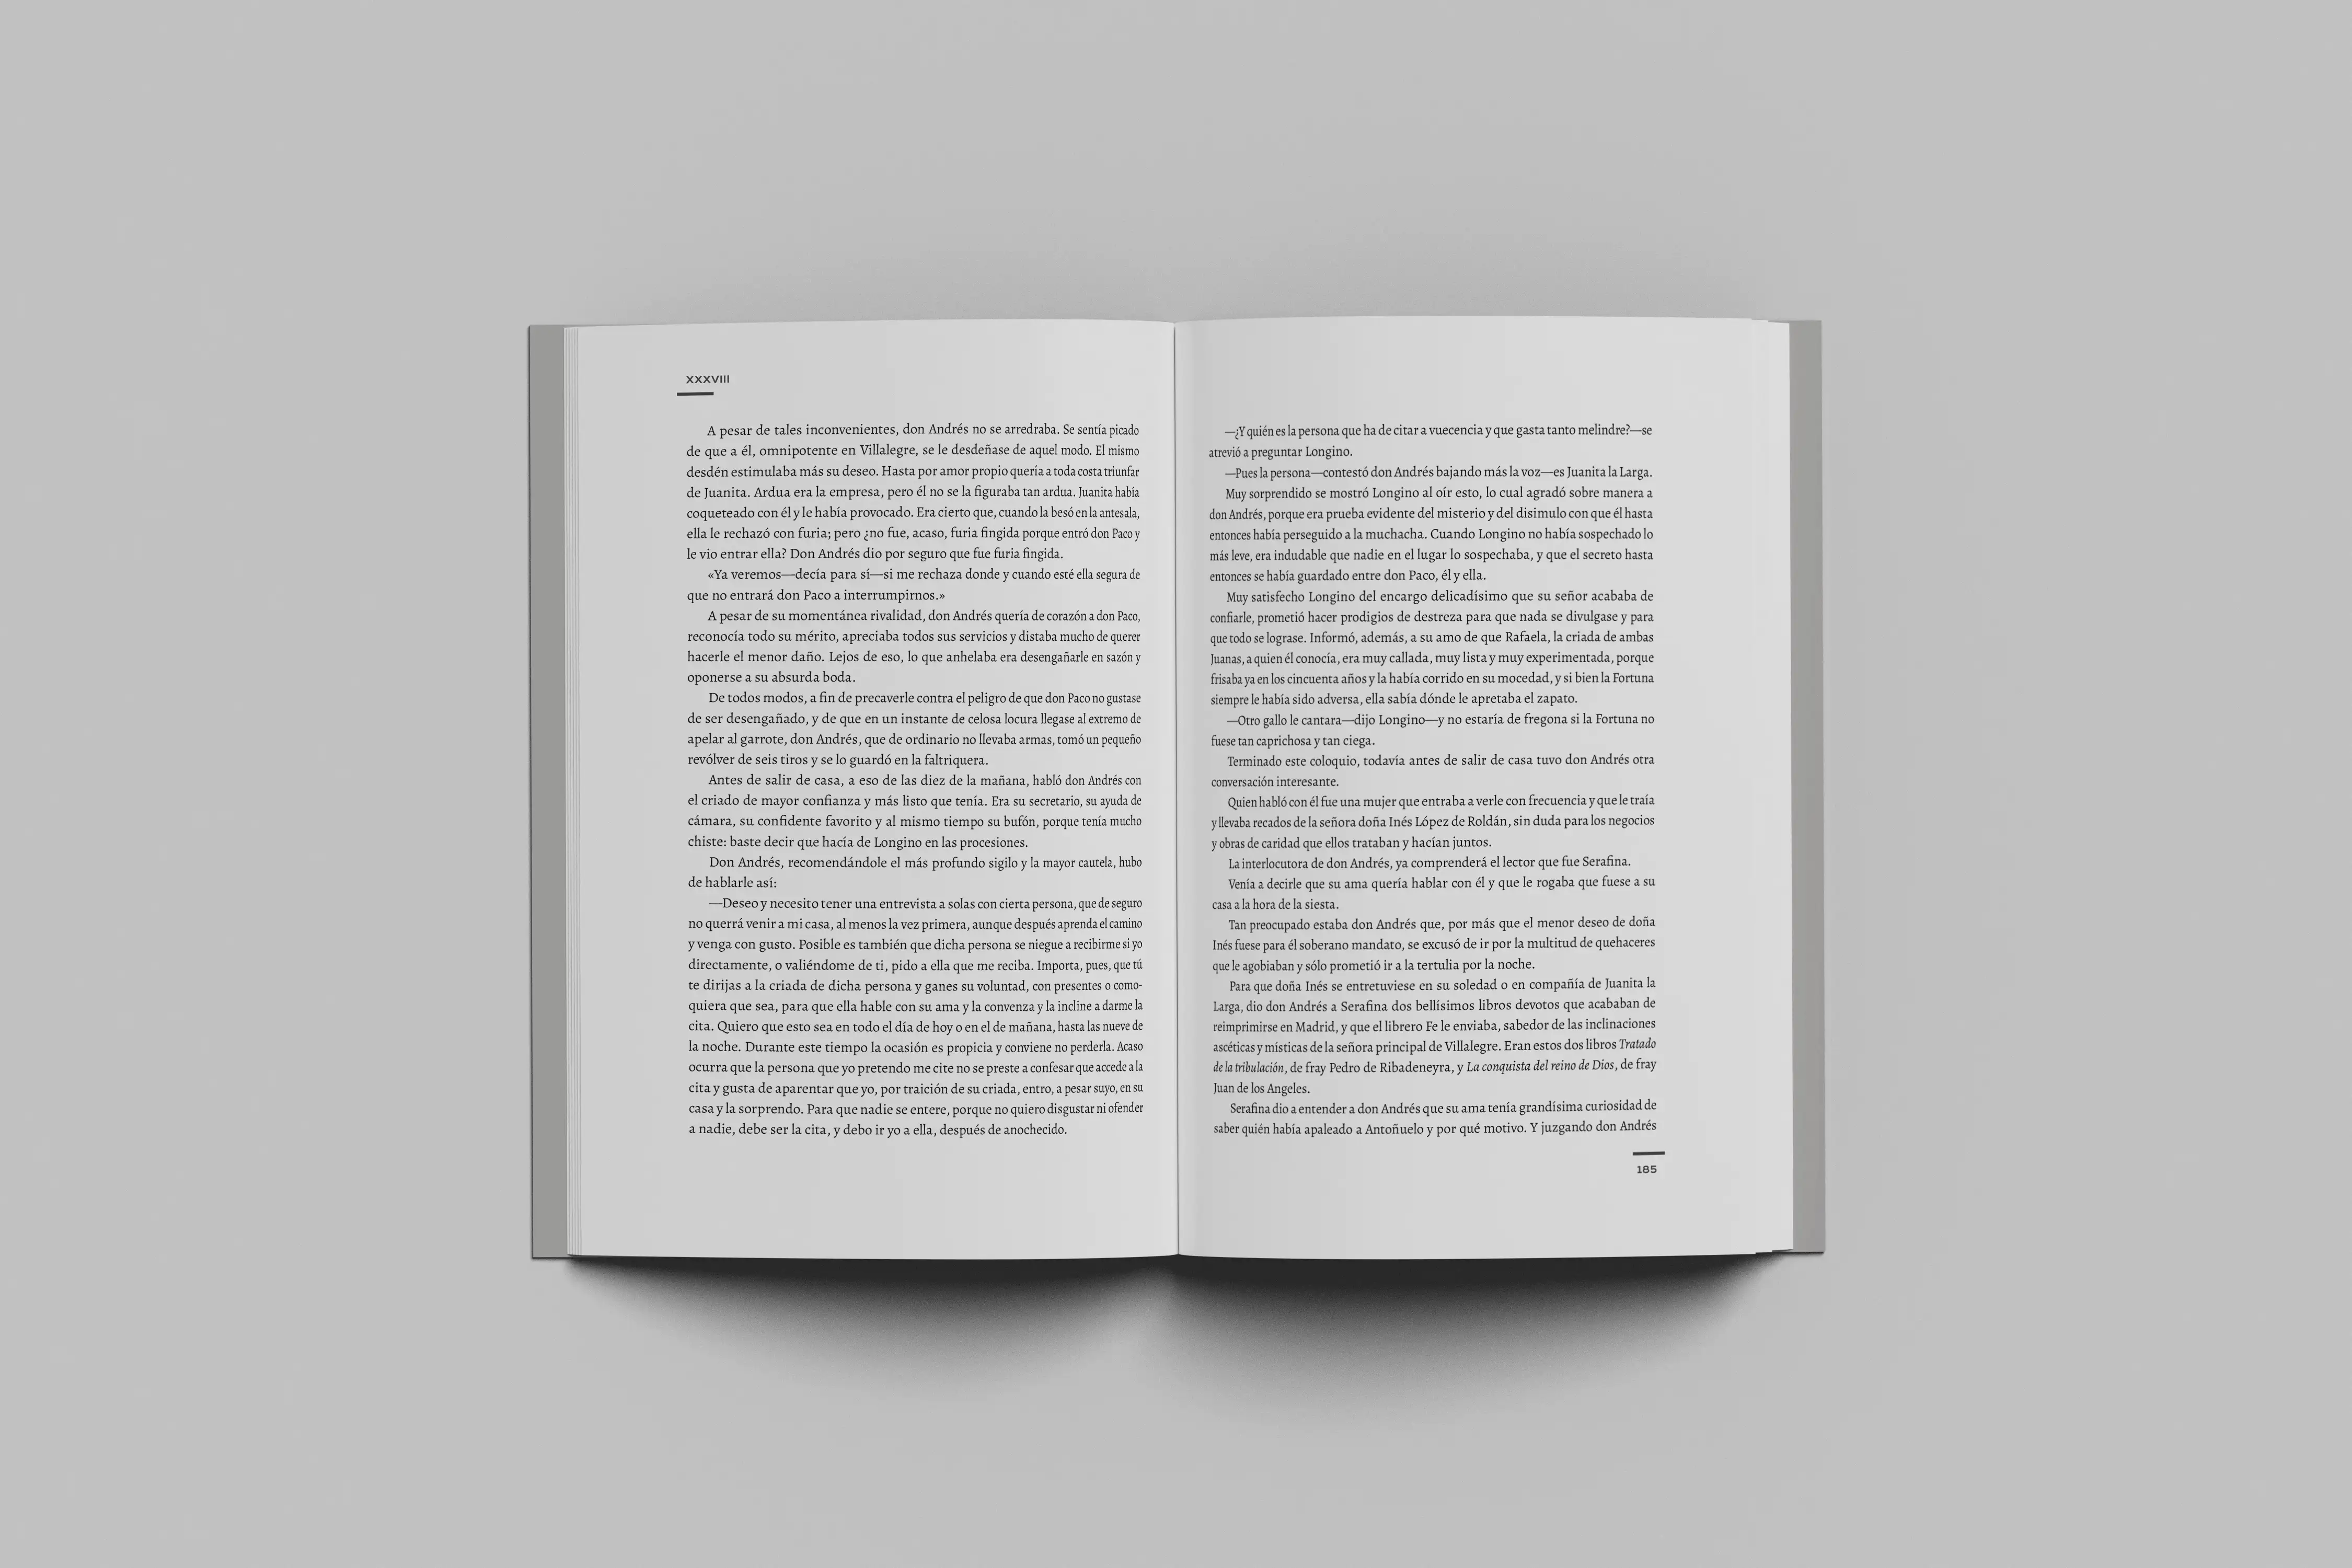 XXXVIII
A pesar de tales inconvenientes, don Andrés no se arredraba. Se sentía picado
de que a él, omnipotente en Villalegre, se le desdeñase de aquel modo. El mismo
desdén estimulaba más su deseo. Hasta por amor propio quería a toda costa triunfar
de Juanita. Ardua era la empresa, pero él no se la figuraba tan ardua. Juanita había
coqueteado con él y le había provocado. Era cierto que, cuando la besó en la antesala,
ella le rechazó con furia; pero ¿no fue, acaso, furia fingida porque entró don Paco y
le vio entrar ella? Don Andrés dio por seguro que fue furia fingida.
«Ya veremos—decía para sí—si me rechaza donde y cuando esté ella segura de
que no entrará don Paco a interrumpirnos.»
A pesar de su momentánea rivalidad, don Andrés quería de corazón a don Paco,
reconocía todo su mérito, apreciaba todos sus servicios y distaba mucho de querer
hacerle el menor daño. Lejos de eso, lo que anhelaba era desengañarle en sazón y
oponerse a su absurda boda.
De todos modos, a fin de precaverle contra el peligro de que don Paco no gustase
de ser desengañado, y de que en un instante de celosa locura llegase al extremo de
apelar al garrote, don Andrés, que de ordinario no llevaba armas, tomó un pequeño
revólver de seis tiros y se lo guardó en la faltriquera.
Antes de salir de casa, a eso de las diez de la mañana, habló don Andrés con
el criado de mayor confianza y más listo que tenía. Era su secretario, su ayuda de
cámara, su confidente favorito y al mismo tiempo su bufón, porque tenía mucho
chiste: baste decir que hacía de Longino en las procesiones.
Don Andrés, recomendándole el más profundo sigilo y la mayor cautela, hubo
de hablarle así:
—Deseo y necesito tener una entrevista a solas con cierta persona, que de seguro
no querrá venir a mi casa, al menos la vez primera, aunque después aprenda el camino
y venga con gusto. Posible es también que dicha persona se niegue a recibirme si yo
directamente, o valiéndome de ti, pido a ella que me reciba. Importa, pues, que tú
te dirijas a la criada de dicha persona y ganes su voluntad, con presentes o como-
quiera que sea, para que ella hable con su ama y la convenza y la incline a darme la
cita. Quiero que esto sea en todo el día de hoy o en el de mañana, hasta las nueve de
la noche. Durante este tiempo la ocasión es propicia y conviene no perderla. Acaso
ocurra que la persona que yo pretendo me cite no se preste a confesar que accede a la
cita y gusta de aparentar que yo, por traición de su criada, entro, a pesar suyo, en su
casa y la sorprendo. Para que nadie se entere, porque no quiero disgustar ni ofender
a nadie, debe ser la cita, y debo ir yo a ella, después de anochecido.
—¿Y quién es la persona que ha de citar a vuecencia y que gasta tanto melindre?—se
atrevió a preguntar Longino.
—Pues la persona—contestó don Andrés bajando más la voz—es Juanita la Larga.
Muy sorprendido se mostró Longino al oír esto, lo cual agradó sobre manera a
don Andrés, porque era prueba evidente del misterio y del disimulo con que él hasta
entonces había perseguido a la muchacha. Cuando Longino no había sospechado lo
más leve, era indudable que nadie en el lugar lo sospechaba, y que el secreto hasta
entonces se había guardado entre don Paco, él y ella.
Muy satisfecho Longino del encargo delicadísimo que su señor acababa de
confiarle, prometió hacer prodigios de destreza para que nada se divulgase y para
que todo se lograse. Informó, además, a su amo de que Rafaela, la criada de ambas
Juanas, a quien él conocía, era muy callada, muy lista y muy experimentada, porque
frisaba ya en los cincuenta años y la había corrido en su mocedad, y si bien la Fortuna
siempre le había sido adversa, ella sabía dónde le apretaba el zapato.
—Otro gallo le cantara—dijo Longino—y no estaría de fregona si la Fortuna no
fuese tan caprichosa y tan ciega.
Terminado este coloquio, todavía antes de salir de casa tuvo don Andrés otra
conversación interesante.
Quien habló con él fue una mujer que entraba a verle con frecuencia y que le traía
y llevaba recados de la señora doña Inés López de Roldán, sin duda para los negocios
y obras de caridad que ellos trataban y hacían juntos.
La interlocutora de don Andrés, ya comprenderá el lector que fue Serafina.
Venía a decirle que su ama quería hablar con él y que le rogaba que fuese a su
casa a la hora de la siesta.
Tan preocupado estaba don Andrés que, por más que el menor deseo de doña
Inés fuese para él soberano mandato, se excusó de ir por la multitud de quehaceres
que le agobiaban y sólo prometió ir a la tertulia por la noche.
Para que doña Inés se entretuviese en su soledad o en compañía de Juanita la
Larga, dio don Andrés a Serafina dos bellísimos libros devotos que acababan de
reimprimirse en Madrid, y que el librero Fe le enviaba, sabedor de las inclinaciones
ascéticas y místicas de la señora principal de Villalegre. Eran estos dos libros Tratado
de la tribulación, de fray Pedro de Ribadeneyra, y La conquista del reino de Dios, de fray
Juan de los Angeles.
Serafina dio a entender a don Andrés que su ama tenía grandísima curiosidad de
saber quién había apaleado a Antoñuelo y por qué motivo. Y juzgando don Andrés
185